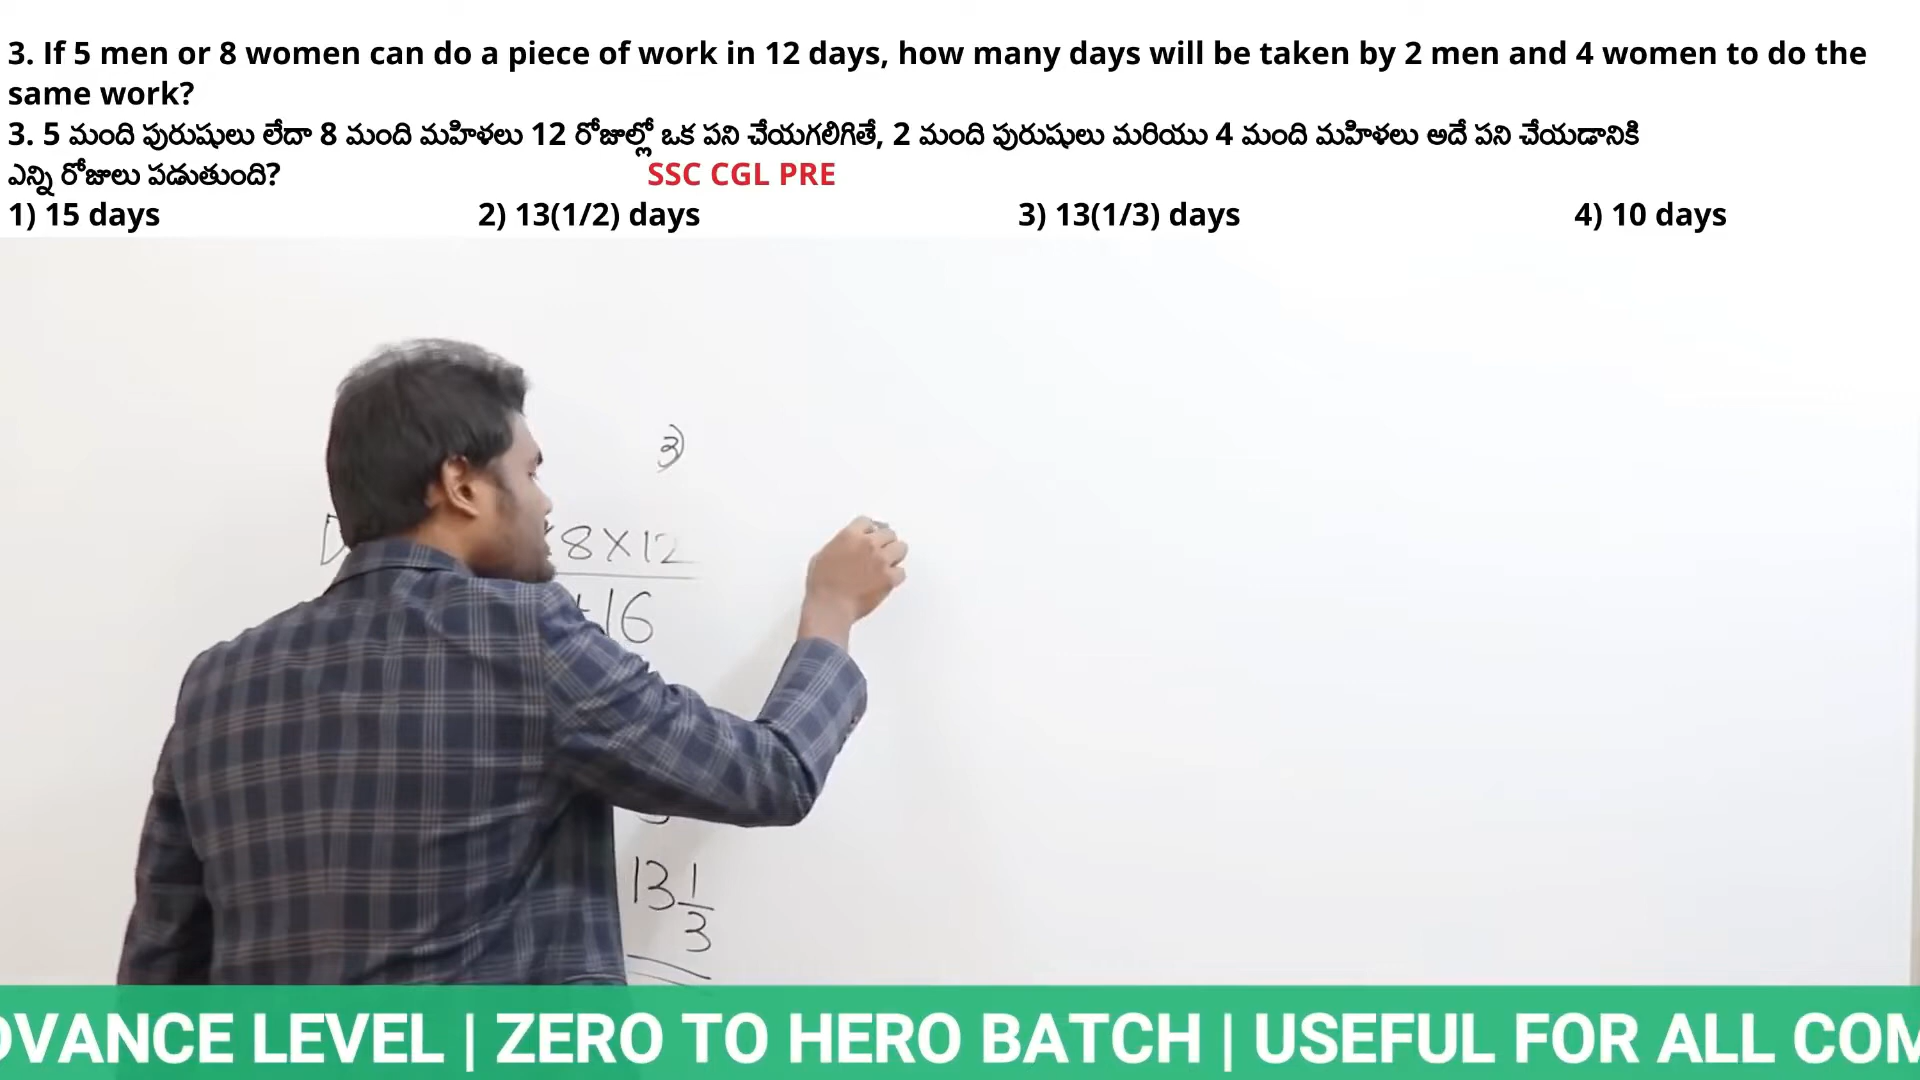 3. If 5 men or 8 women can do a piece of work in 12 days, how many days will be taken by 2 men and 4 women to do the
same work?
3. 5 మంది పురుషులు లేదా 8 మంది మహిళలు 12 రోజుల్లో ఒక పని చేయగలిగితే, 2 మంది పురుషులు మరియు 4 మంది మహిళలు అదే పని చేయడానికి
ఎన్ని రోజులు పడుతుంది? SSC CGL PRE
1) 15 days 2) 13(1/2) days 3) 13(1/3) days 4) 10 days
3)
8X12
+16
13 1/3
DVANCE LEVEL | ZERO TO HERO BATCH | USEFUL FOR ALL COM